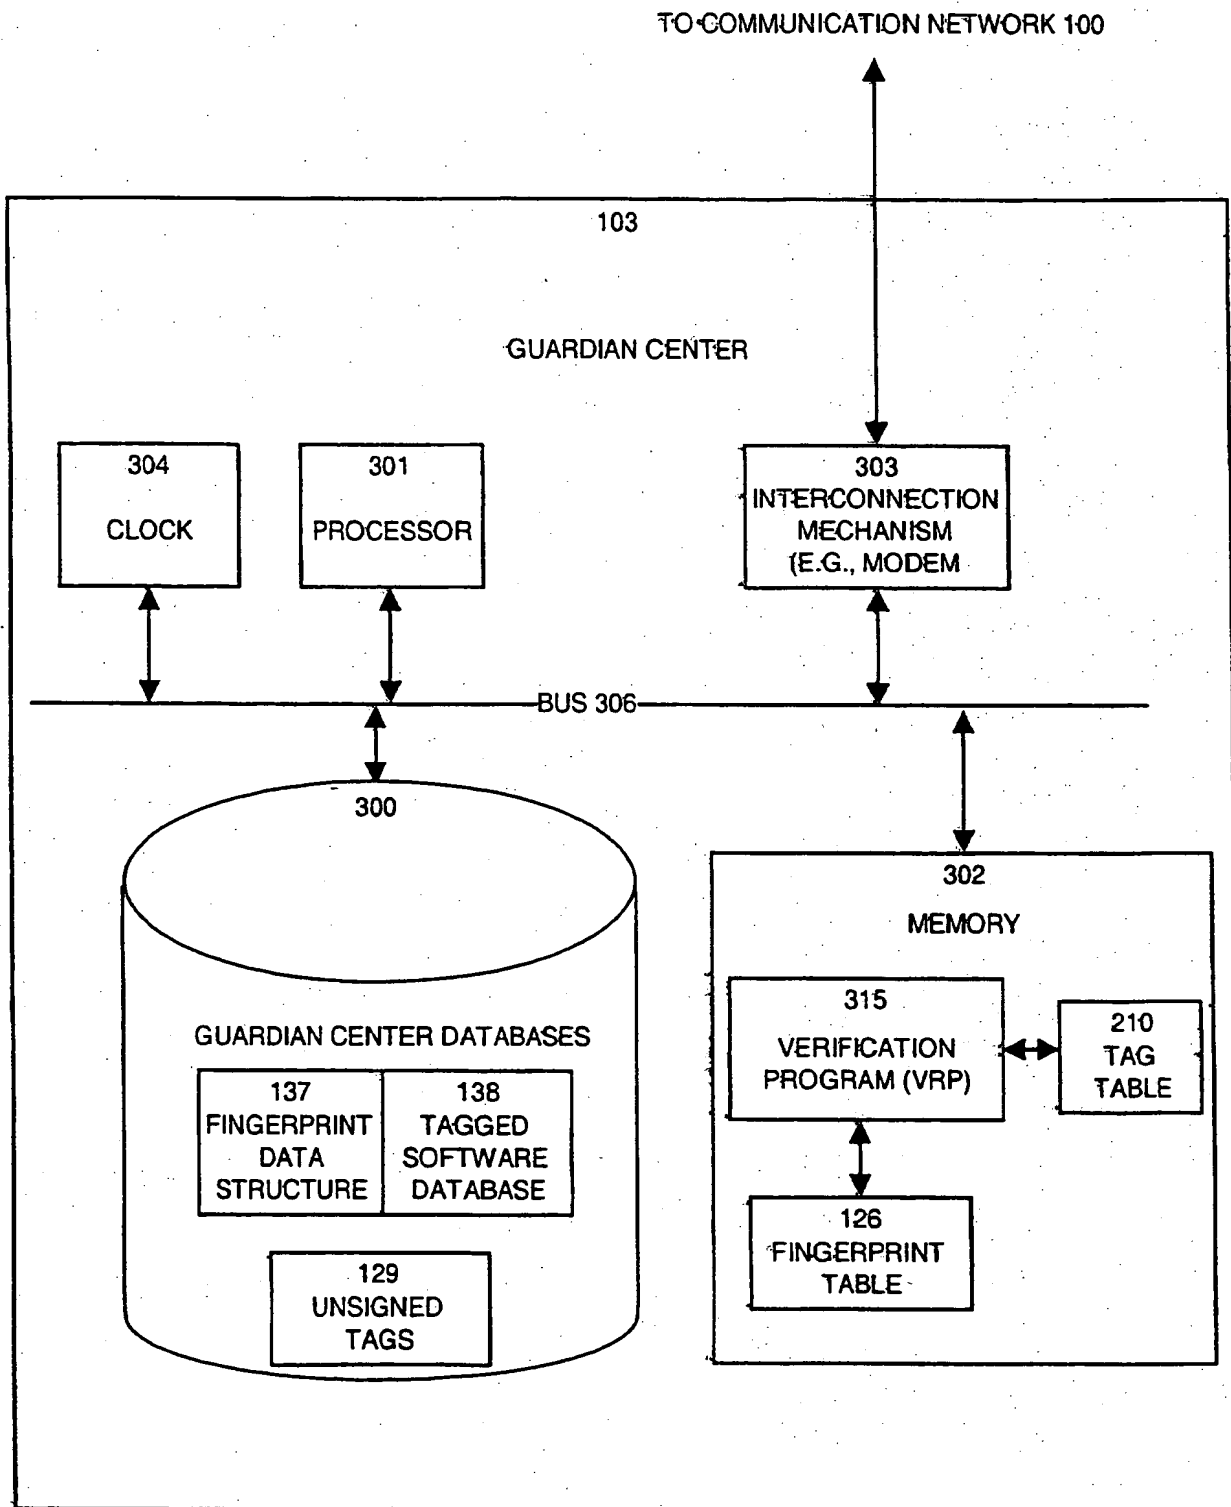 TO COMMUNICATION NETWORK 100
103
GUARDIAN CENTER
304
CLOCK
301
PROCESSOR
303
INTERCONNECTION
MECHANISM
(E.G., MODEM
BUS 306
300
GUARDIAN CENTER DATABASES
137
FINGERPRINT
DATA
STRUCTURE
138
TAGGED
SOFTWARE
DATABASE
129
UNSIGNED
TAGS
302
MEMORY
315
VERIFICATION
PROGRAM (VRP)
210
TAG
TABLE
126
FINGERPRINT
TABLE